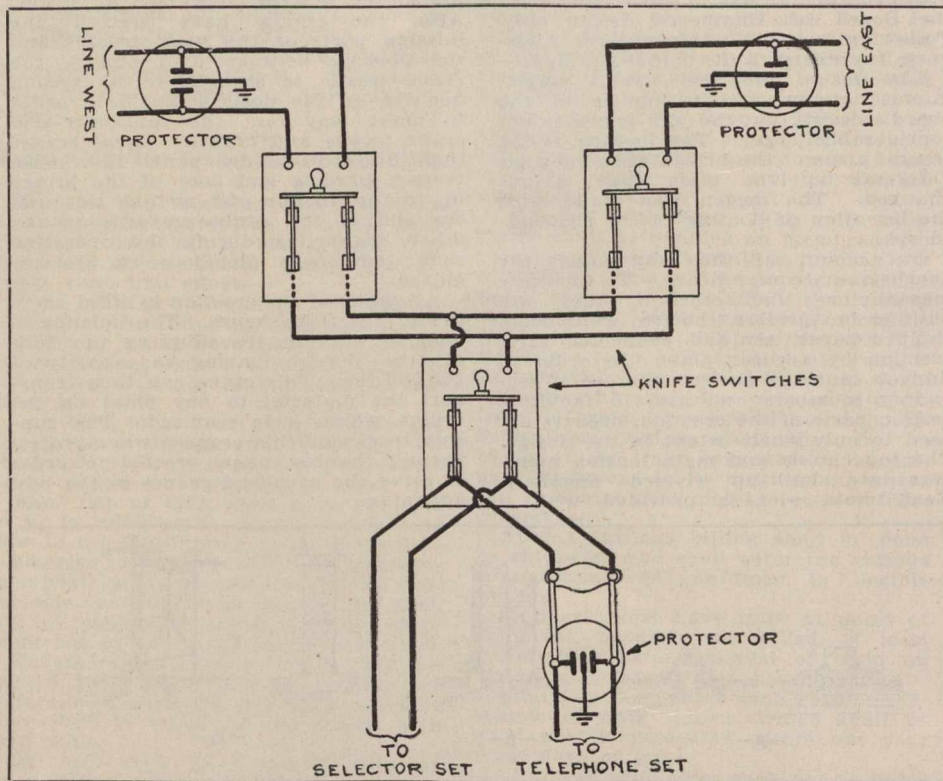 LINE WEST
LINE EAST
PROTECTOR
PROTECTOR
KNIFE SWITCHES
PROTECTOR
TO
SELECTOR SET
TO
TELEPHONE SET